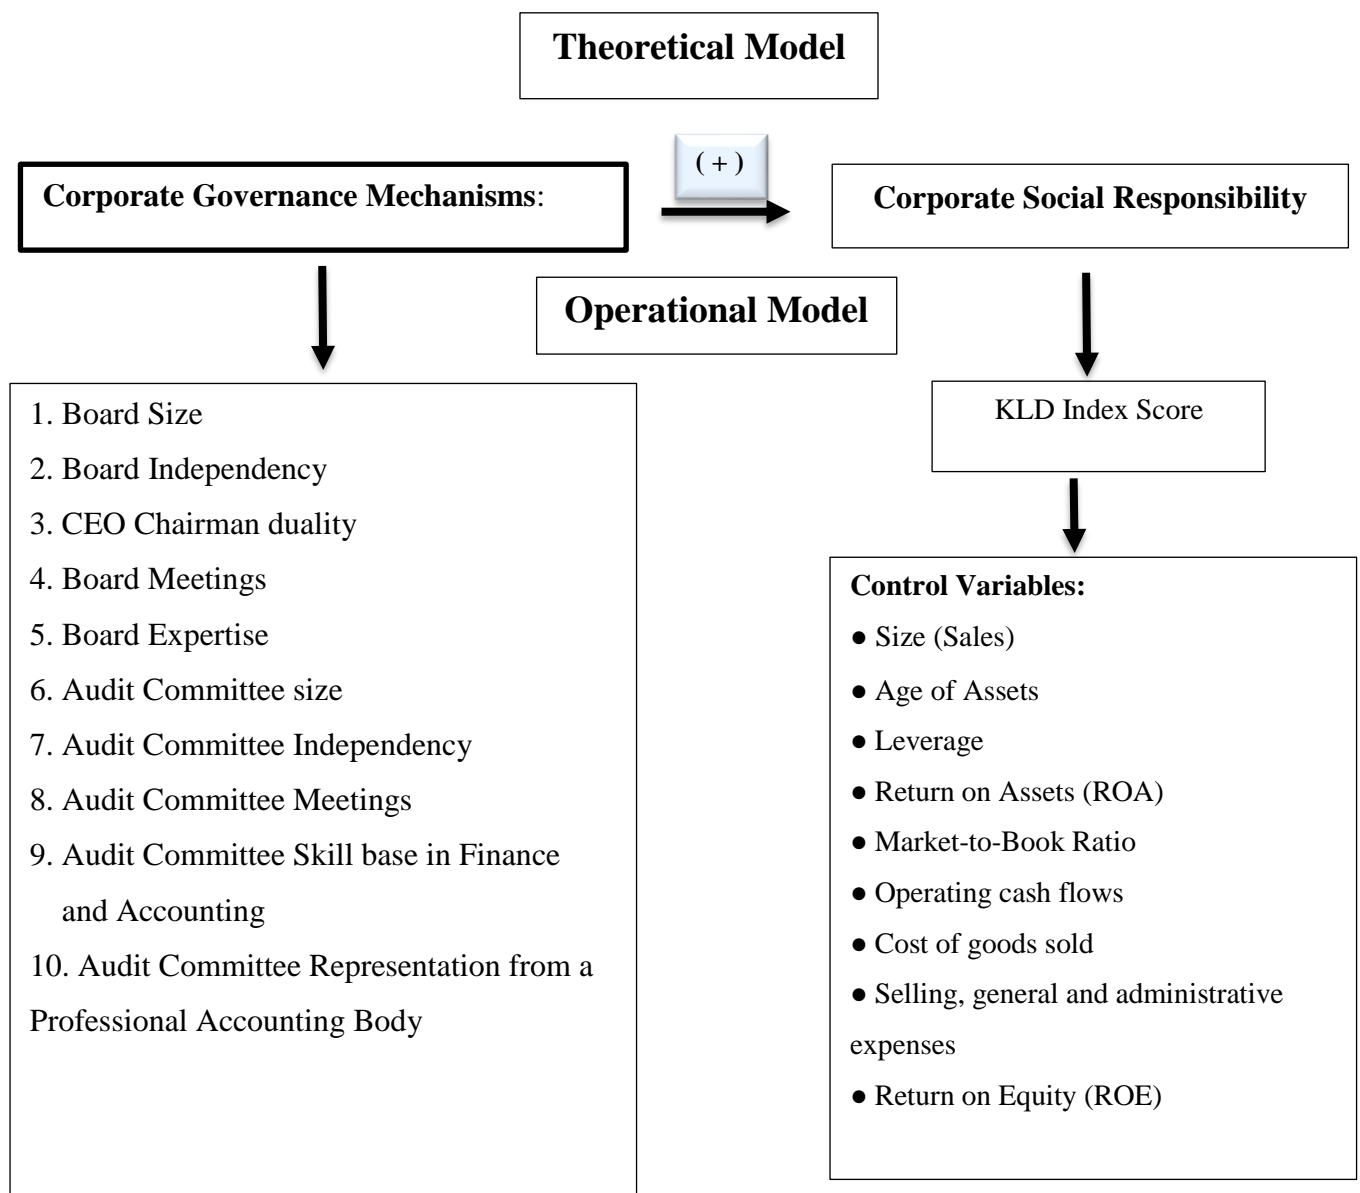 Theoretical Model
( + )
Corporate Governance Mechanisms:
Corporate Social Responsibility
Operational Model
1. Board Size
2. Board Independency
3. CEO Chairman duality
4. Board Meetings
5. Board Expertise
6. Audit Committee size
7. Audit Committee Independency
8. Audit Committee Meetings
9. Audit Committee Skill base in Finance
and Accounting
10. Audit Committee Representation from a
Professional Accounting Body
KLD Index Score
Control Variables:
● Size (Sales)
● Age of Assets
● Leverage
● Return on Assets (ROA)
● Market-to-Book Ratio
● Operating cash flows
● Cost of goods sold
● Selling, general and administrative
expenses
● Return on Equity (ROE)